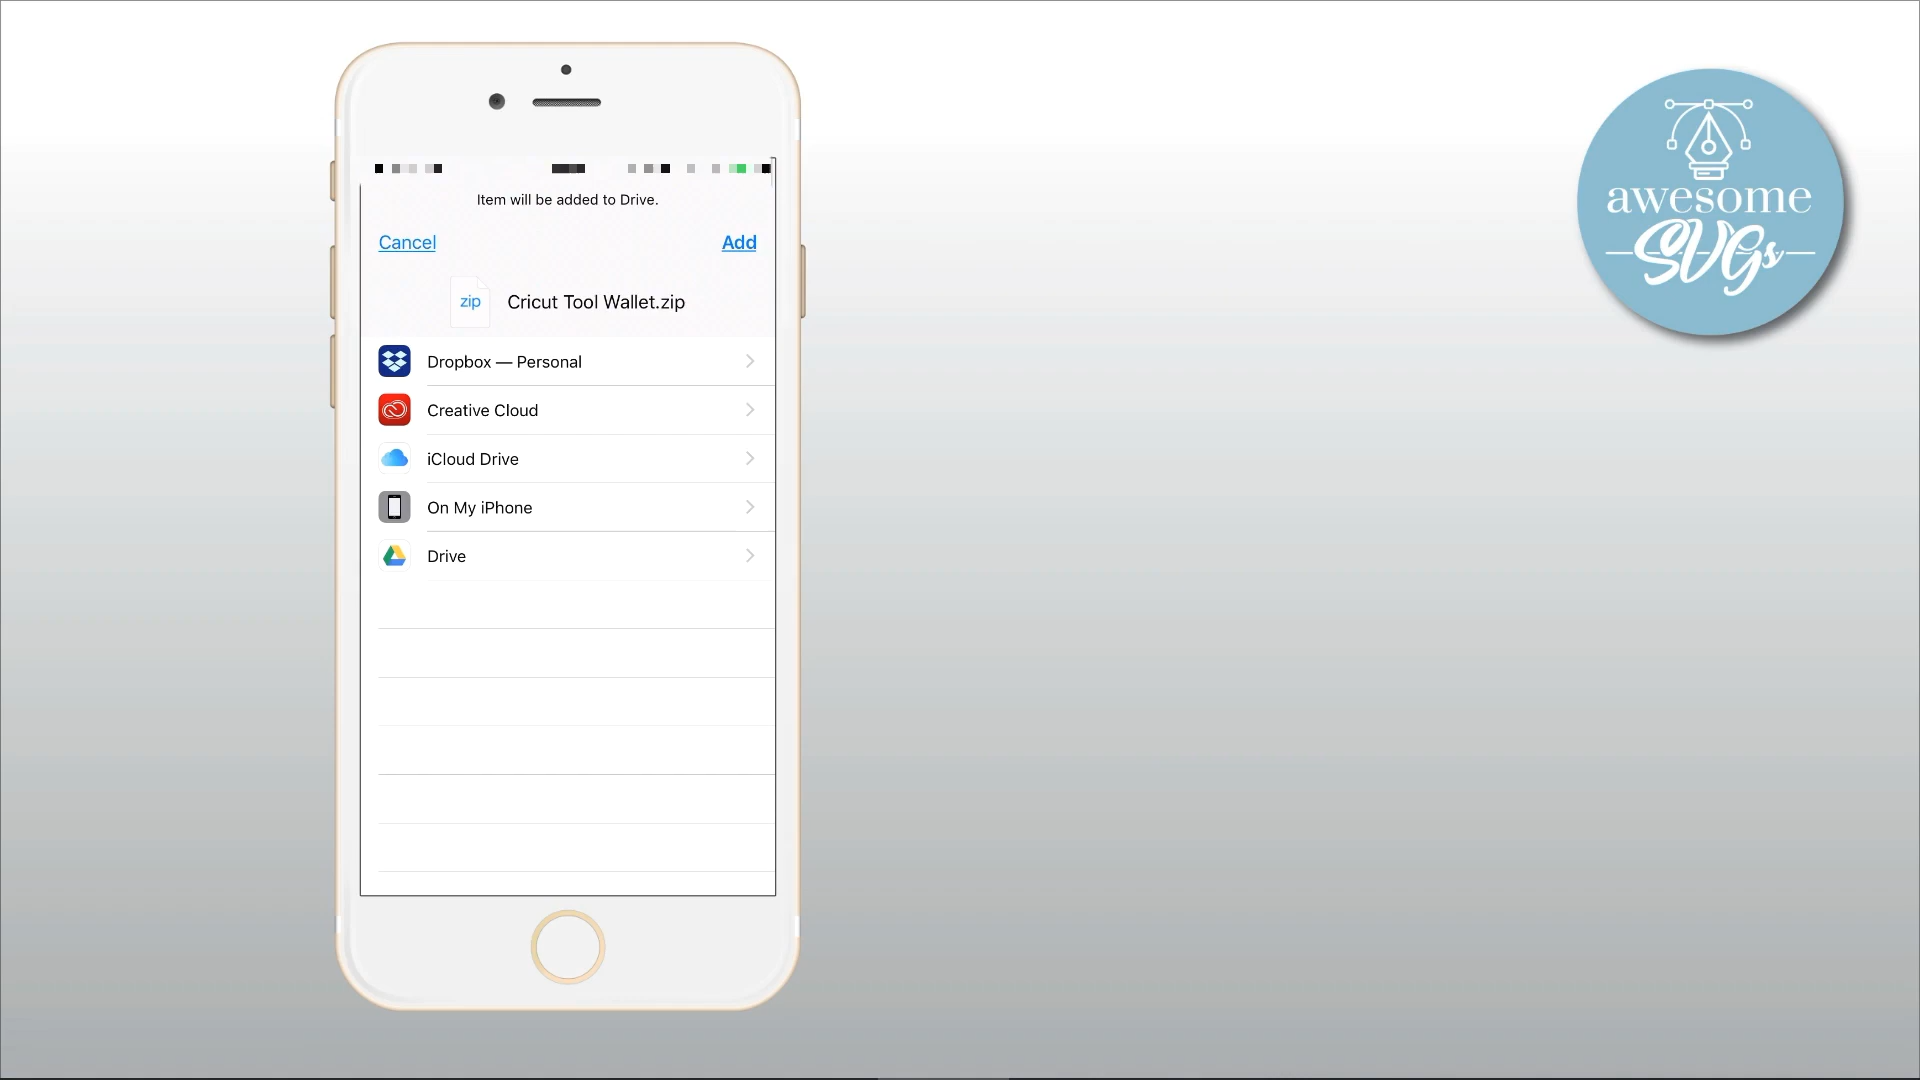 Item will be added to Drive.
Cancel
Add
zip
Cricut Tool Wallet.zip
Dropbox — Personal
Creative Cloud
iCloud Drive
On My iPhone
Drive
awesome
SVGs